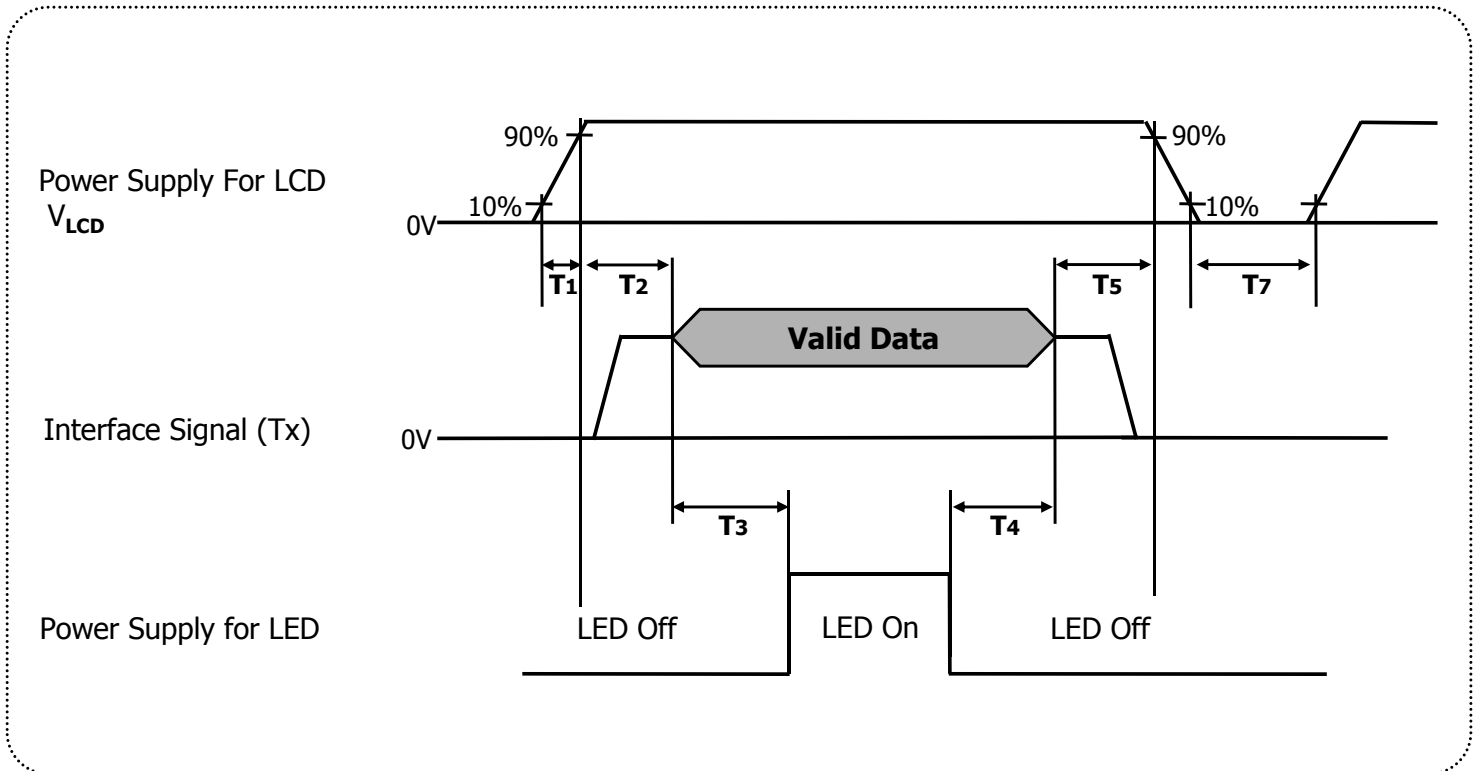 90%
90%
Power Supply For LCD
VLCD
10%
10%
0V
T1
T2
T5
T7
Valid Data
Interface Signal (Tx)
0V
T3
T4
Power Supply for LED
LED Off
LED On
LED Off